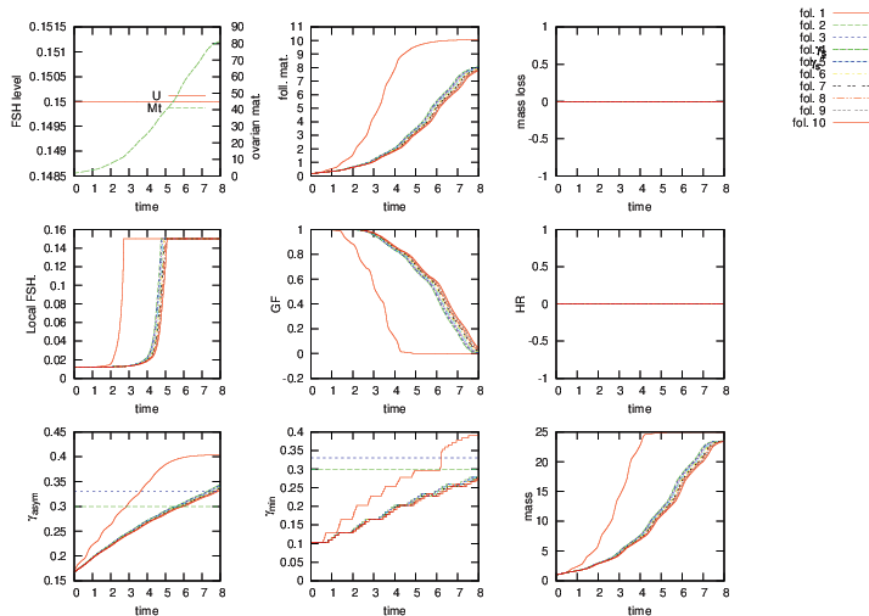 0.1515
0.151
0.1505
0.15
0.1495
0.149
0.1485
FSH level
90
80
70
60
50
40
30
20
10
0
ovarian mat.
U
Mt
0 1 2 3 4 5 6 7 8
time
11
10
9
8
7
6
5
4
3
2
1
0
foll. mat.
0 1 2 3 4 5 6 7 8
time
1
0.5
0
-0.5
-1
mass loss
0 1 2 3 4 5 6 7 8
time
fol. 1
fol. 2
fol. 3
fol. 4
fol. 5
fol. 6
fol. 7
fol. 8
fol. 9
fol. 10
0.16
0.14
0.12
0.1
0.08
0.06
0.04
0.02
0
Local FSH.
0 1 2 3 4 5 6 7 8
time
1
0.8
0.6
0.4
0.2
0
-0.2
GF
0 1 2 3 4 5 6 7 8
time
1
0.5
0
-0.5
-1
HR
0 1 2 3 4 5 6 7 8
time
0.45
0.4
0.35
0.3
0.25
0.2
0.15
γasym
0 1 2 3 4 5 6 7 8
time
0.4
0.35
0.3
0.25
0.2
0.15
0.1
0.05
0
γmin
0 1 2 3 4 5 6 7 8
time
25
20
15
10
5
0
mass
0 1 2 3 4 5 6 7 8
time